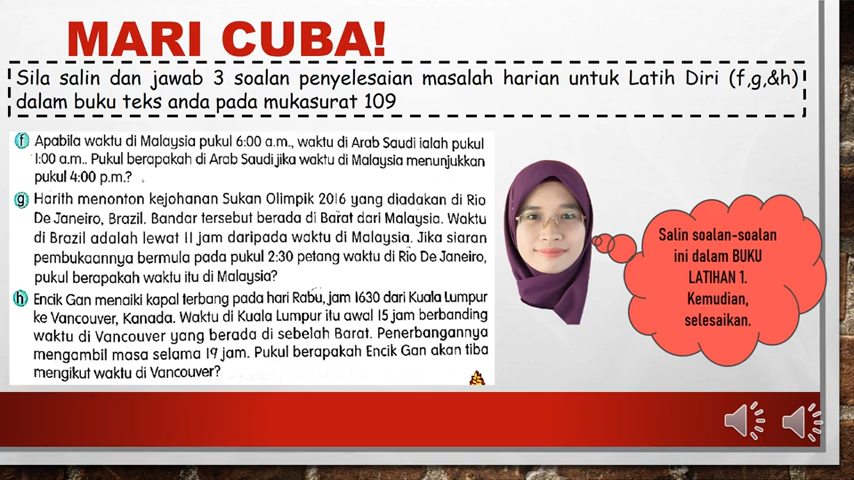 MARI CUBA!
Sila salin dan jawab 3 soalan penyelesaian masalah harian untuk Latih Diri (f,g,&h)
dalam buku teks anda pada mukasurat 109
f Apabila waktu di Malaysia pukul 6:00 a.m., waktu di Arab Saudi ialah pukul
1:00 a.m.. Pukul berapakah di Arab Saudi jika waktu di Malaysia menunjukkan
pukul 4:00 p.m.?
g Harith menonton kejohanan Sukan Olimpik 2016 yang diadakan di Rio
De Janeiro, Brazil. Bandar tersebut berada di Barat dari Malaysia. Waktu
di Brazil adalah lewat 11 jam daripada waktu di Malaysia. Jika siaran
pembukaannya bermula pada pukul 2:30 petang waktu di Rio De Janeiro,
pukul berapakah waktu itu di Malaysia?
h Encik Gan menaiki kapal terbang pada hari Rabu, jam 1630 dari Kuala Lumpur
ke Vancouver, Kanada. Waktu di Kuala Lumpur itu awal 15 jam berbanding
waktu di Vancouver yang berada di sebelah Barat. Penerbangannya
mengambil masa selama 19 jam. Pukul berapakah Encik Gan akan tiba
mengikut waktu di Vancouver?
Salin soalan-soalan
ini dalam BUKU
LATIHAN 1.
Kemudian,
selesaikan.